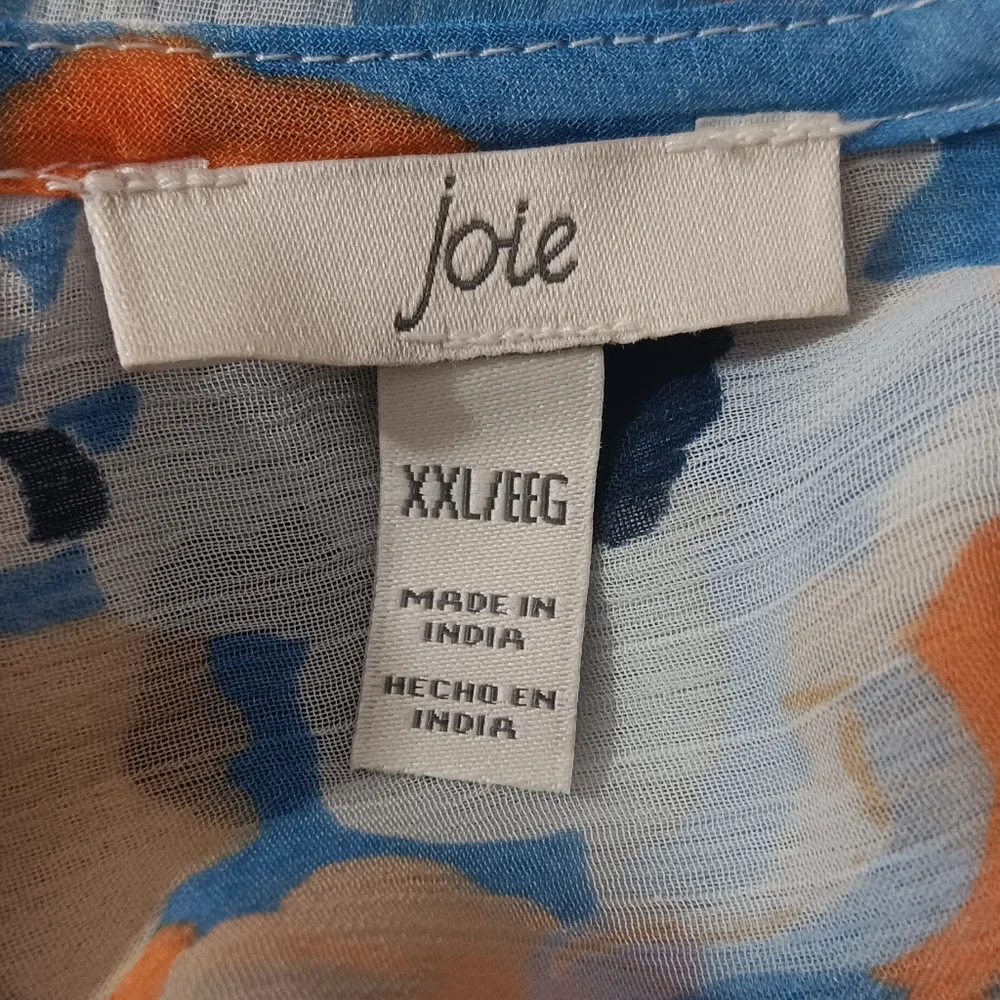 joie
XXL/EEG
MADE IN
INDIA
HECHO EN
INDIA